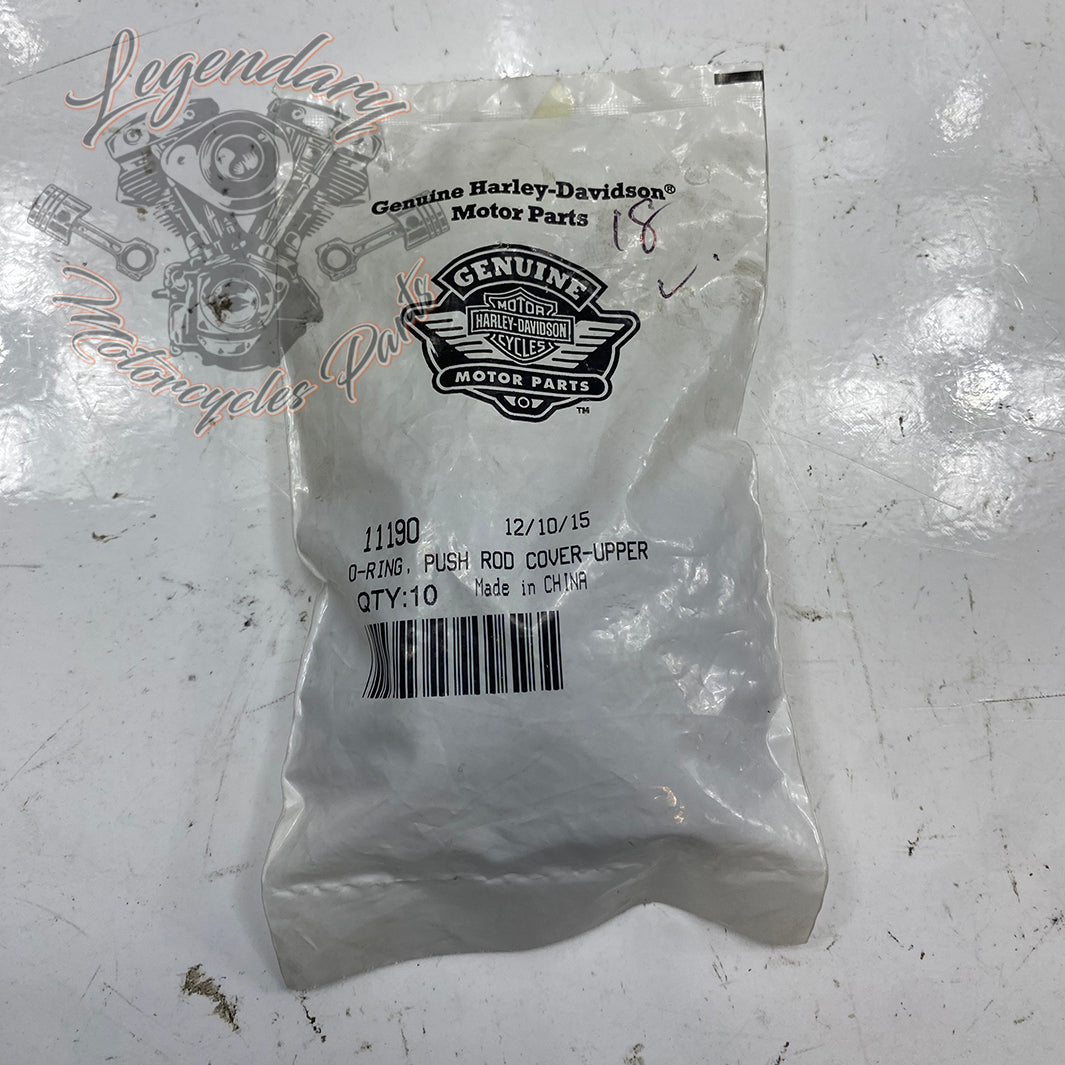 Legendary
Motorcycles Parts
Genuine Harley-Davidson®
Motor Parts
18
GENUINE
MOTOR
HARLEY-DAVIDSON
CYCLES
MOTOR PARTS
TM
11190 12/10/15
O-RING, PUSH ROD COVER-UPPER
QTY:10 Made in CHINA